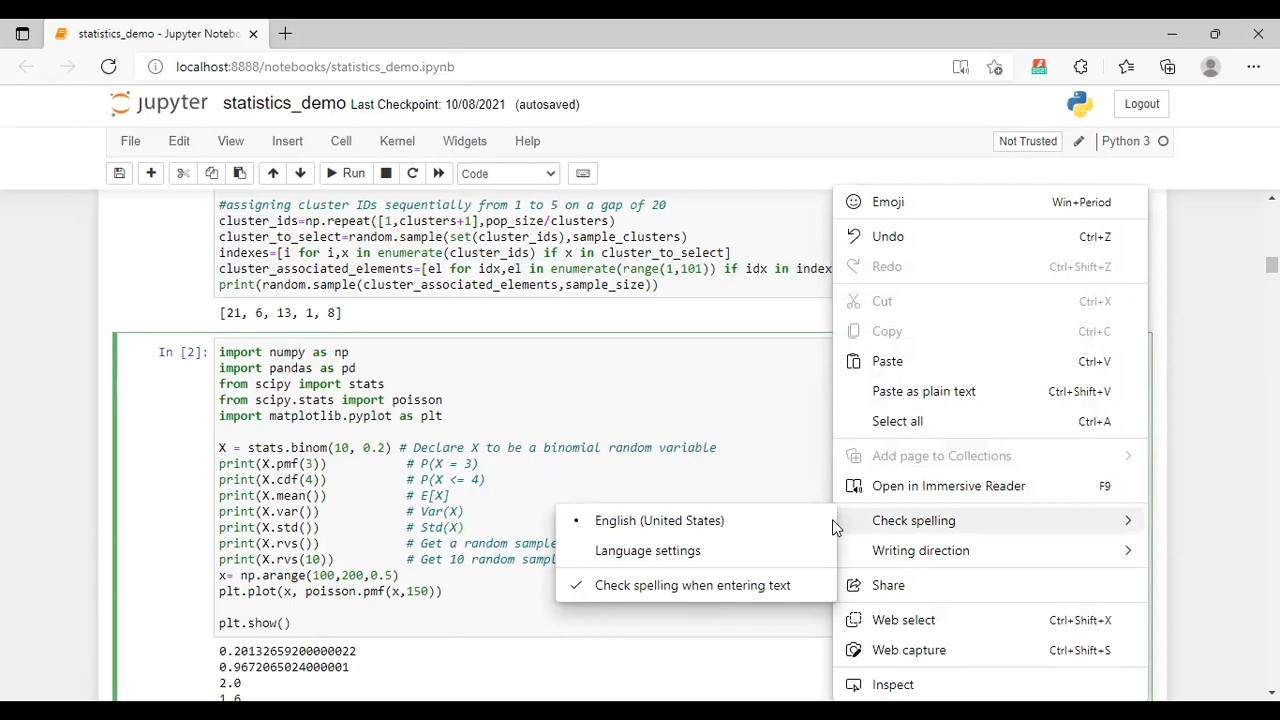 statistics_demo - Jupyter Notebo
localhost:8888/notebooks/statistics_demo.ipynb
jupyter statistics_demo Last Checkpoint: 10/08/2021 (autosaved)
Logout
File Edit View Insert Cell Kernel Widgets Help
Not Trusted
Python 3
Run
Code
#assigning cluster IDs sequentially from 1 to 5 on a gap of 20
cluster_ids=np.repeat([1,clusters+1],pop_size/clusters)
cluster_to_select=random.sample(set(cluster_ids),sample_clusters)
indexes=[i for i,x in enumerate(cluster_ids) if x in cluster_to_select]
cluster_associated_elements=[el for idx,el in enumerate(range(1,101)) if idx in index
print(random.sample(cluster_associated_elements,sample_size))
[21, 6, 13, 1, 8]
In [2]:
import numpy as np
import pandas as pd
from scipy import stats
from scipy.stats import poisson
import matplotlib.pyplot as plt
X = stats.binom(10, 0.2) # Declare X to be a binomial random variable
print(X.pmf(3)) # P(X = 3)
print(X.cdf(4)) # P(X <= 4)
print(X.mean()) # E[X]
print(X.var()) # Var(X)
print(X.std()) # Std(X)
print(X.rvs()) # Get a random sample
print(X.rvs(10)) # Get 10 random sampl
x= np.arange(100,200,0.5)
plt.plot(x, poisson.pmf(x,150))
plt.show()
0.20132659200000022
0.9672065024000001
2.0
1.6
Emoji Win+Period
Undo Ctrl+Z
Redo Ctrl+Shift+Z
Cut Ctrl+X
Copy Ctrl+C
Paste Ctrl+V
Paste as plain text Ctrl+Shift+V
Select all Ctrl+A
Add page to Collections
Open in Immersive Reader F9
Check spelling
Writing direction
Share
Web select Ctrl+Shift+X
Web capture Ctrl+Shift+S
Inspect
English (United States)
Language settings
Check spelling when entering text